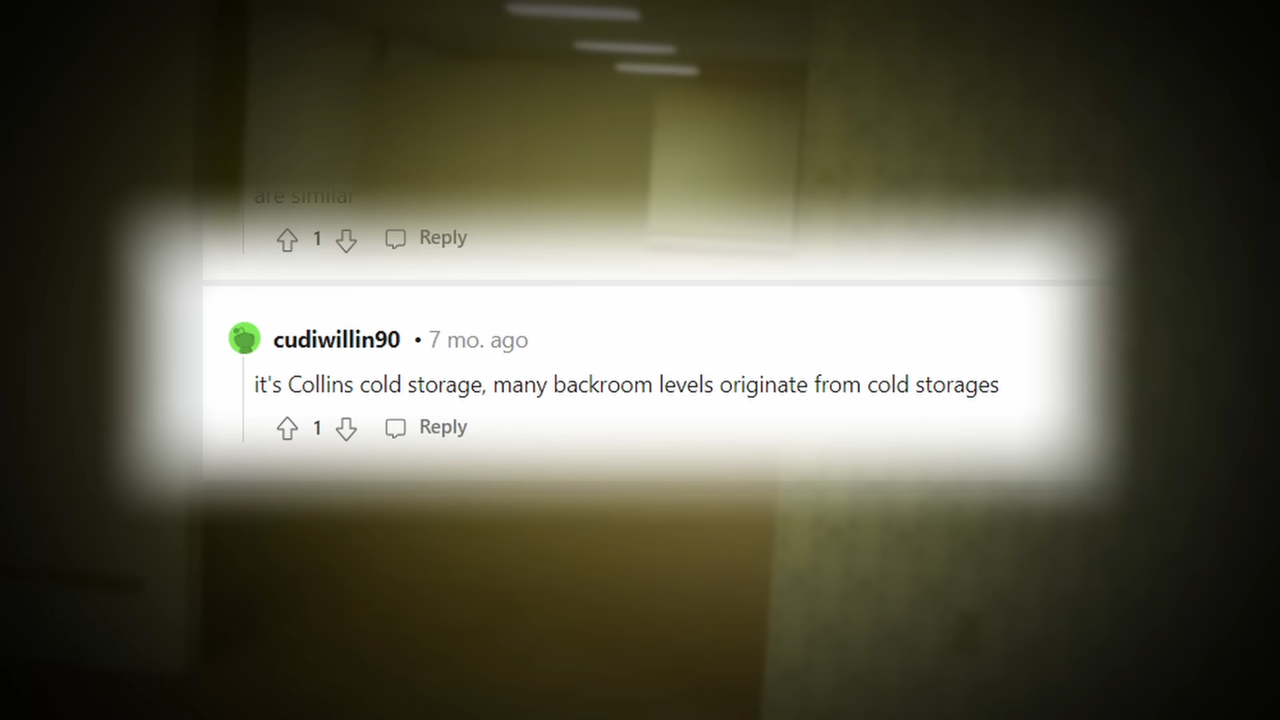 are similar
1 Reply
cudiwillin90 • 7 mo. ago
it's Collins cold storage, many backroom levels originate from cold storages
1 Reply